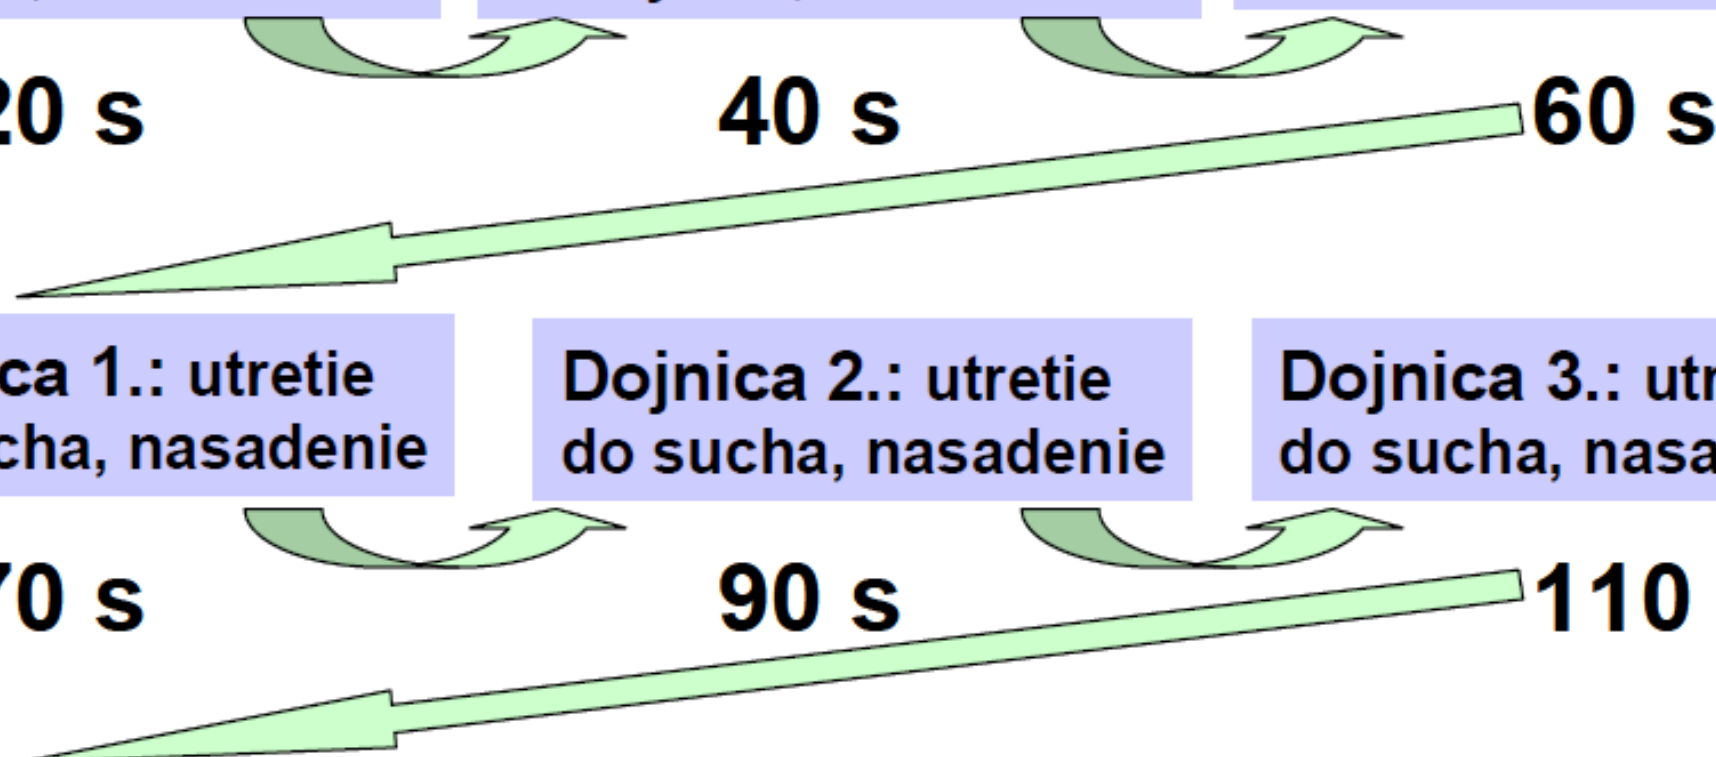 20 s 40 s 60 s
ca 1.: utretie
cha, nasadenie
Dojnica 2.: utretie
do sucha, nasadenie
Dojnica 3.: utr
do sucha, nasa
70 s 90 s 110